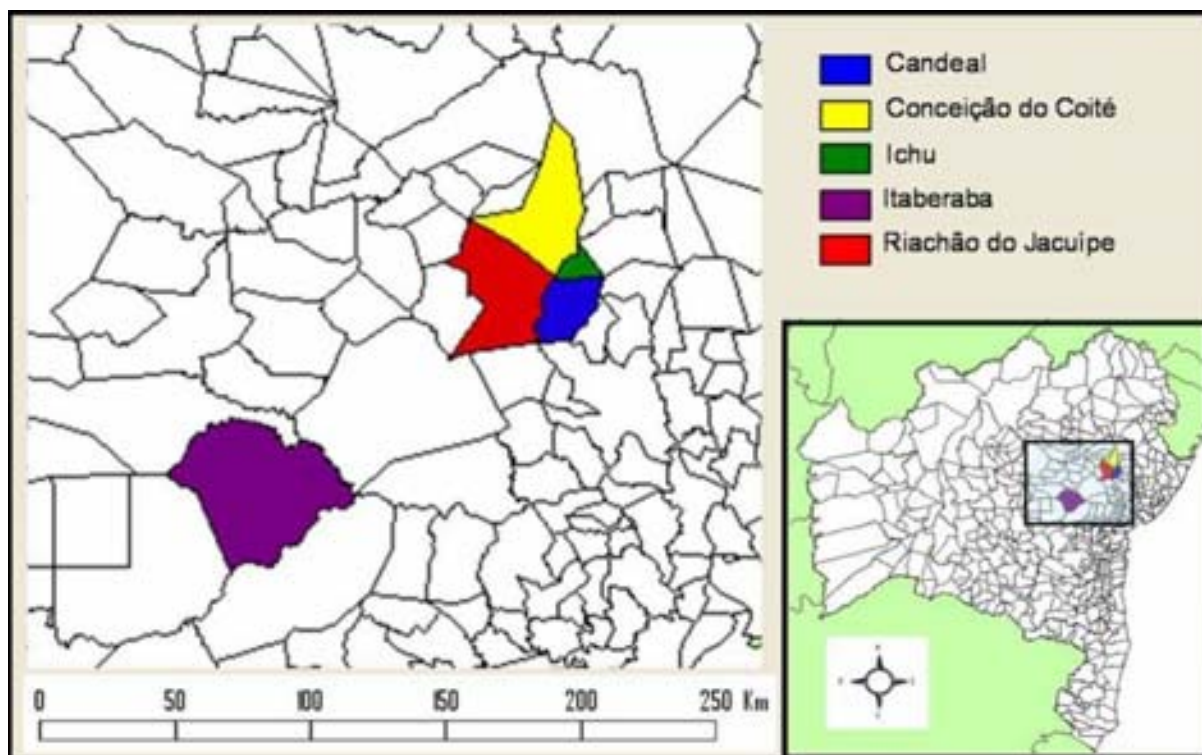 Candeal
Conceição do Coité
Ichu
Itaberaba
Riachão do Jacuípe
0 50 100 150 200 250 Km